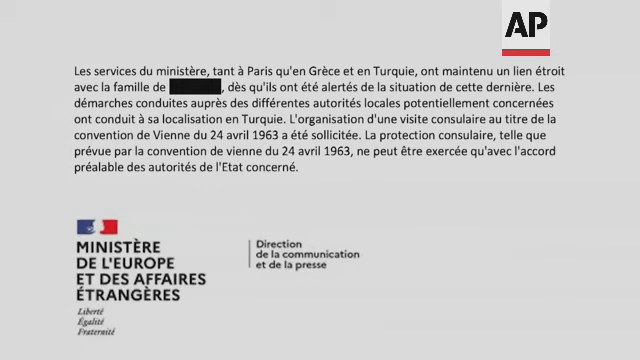 AP
Les services du ministère, tant à Paris qu'en Grèce et en Turquie, ont maintenu un lien étroit
avec la famille de , dès qu'ils ont été alertés de la situation de cette dernière. Les
démarches conduites auprès des différentes autorités locales potentiellement concernées
ont conduit à sa localisation en Turquie. L'organisation d'une visite consulaire au titre de la
convention de Vienne du 24 avril 1963 a été sollicitée. La protection consulaire, telle que
prévue par la convention de vienne du 24 avril 1963, ne peut être exercée qu'avec l'accord
préalable des autorités de l'Etat concerné.
MINISTÈRE
DE L'EUROPE
ET DES AFFAIRES
ÉTRANGÈRES
Liberté
Égalité
Fraternité
Direction
de la communication
et de la presse